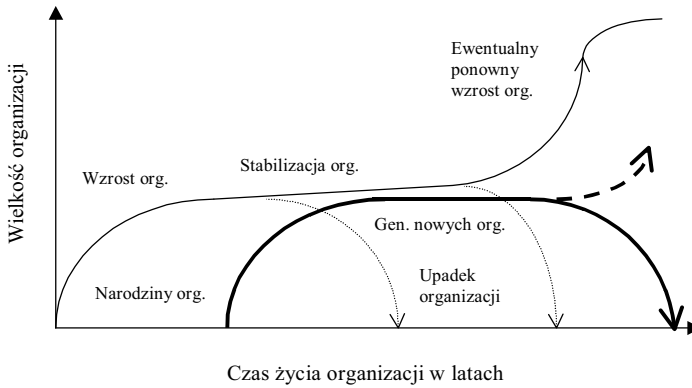 Ewentualny
ponowny
wzrost org.
Wielkość organizacji
Stabilizacja org.
Wzrost org.
Gen. nowych org.
Upadek
organizacji
Narodziny org.
Czas życia organizacji w latach